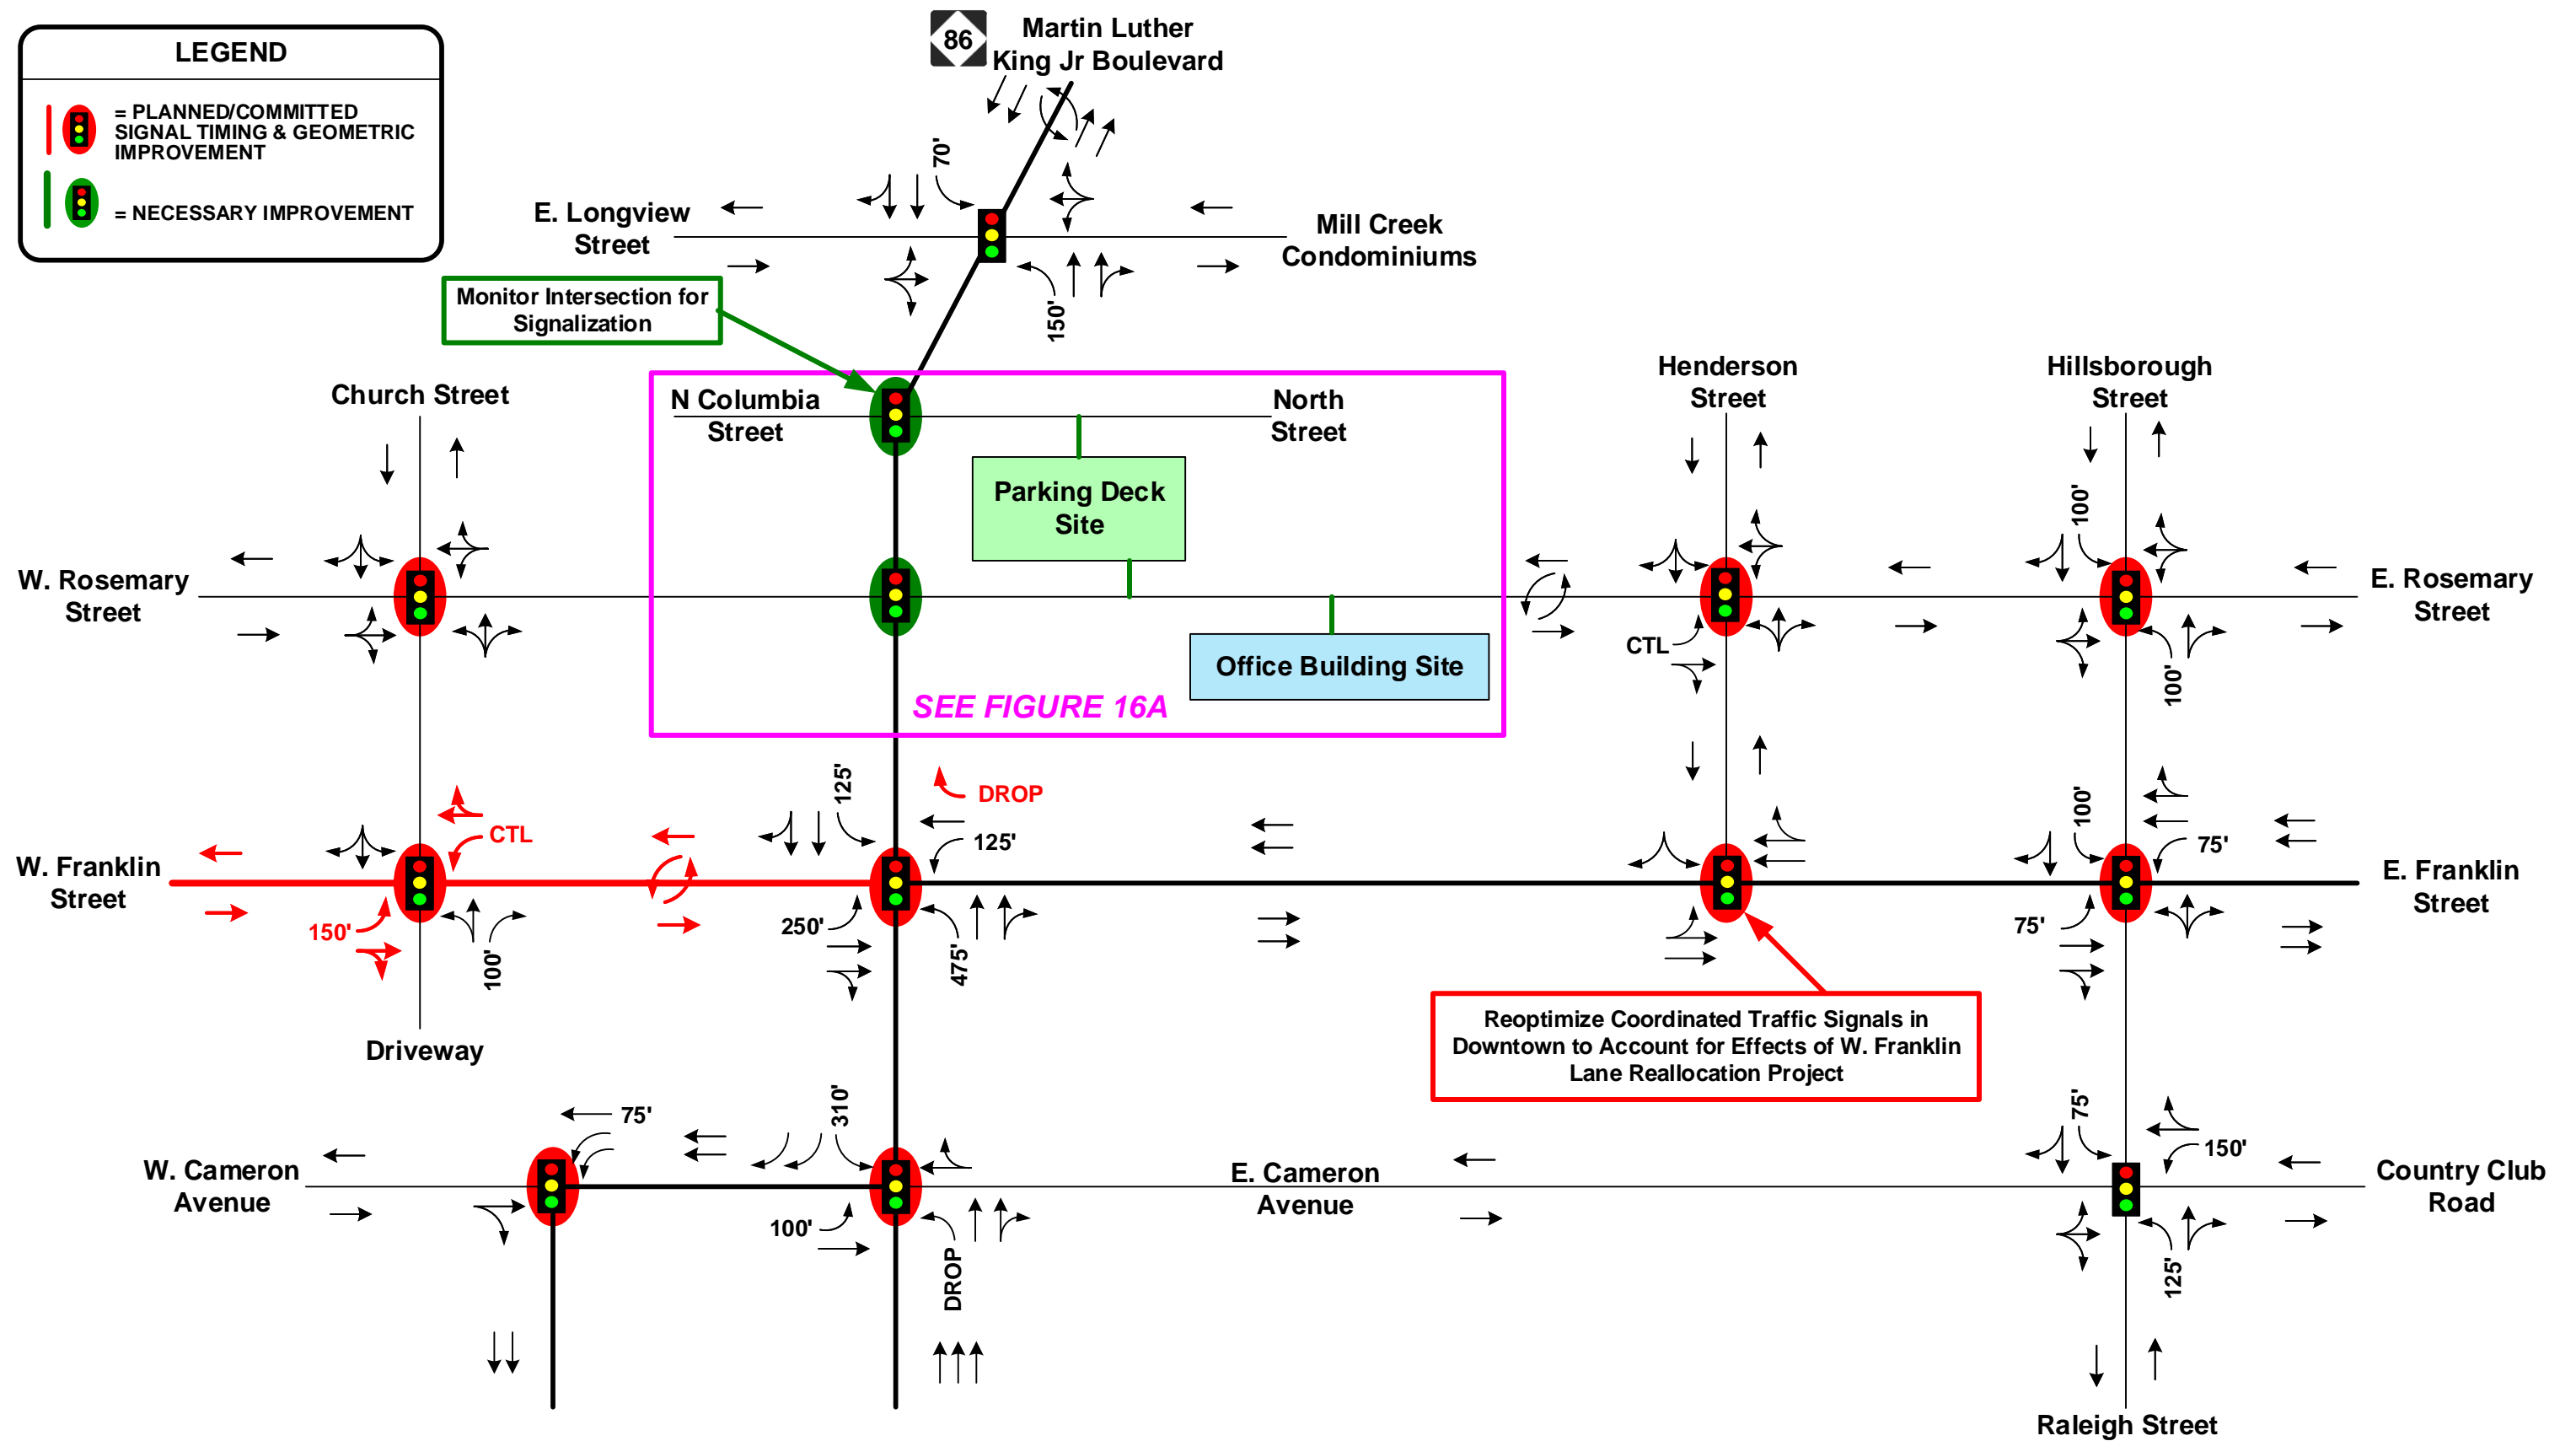 LEGEND
= PLANNED/COMMITTED
SIGNAL TIMING & GEOMETRIC
IMPROVEMENT
= NECESSARY IMPROVEMENT
86
Martin Luther
King Jr Boulevard
70'
E. Longview
Street
Mill Creek
Condominiums
150'
Monitor Intersection for
Signalization
Church Street
N Columbia
Street
North
Street
Henderson
Street
Hillsborough
Street
Parking Deck
Site
100'
W. Rosemary
Street
E. Rosemary
Street
CTL
Office Building Site
100'
SEE FIGURE 16A
125'
DROP
100'
CTL
125'
75'
W. Franklin
Street
E. Franklin
Street
150'
250'
75'
100'
475'
Reoptimize Coordinated Traffic Signals in
Downtown to Account for Effects of W. Franklin
Lane Reallocation Project
Driveway
75'
310'
75'
150'
W. Cameron
Avenue
E. Cameron
Avenue
Country Club
Road
100'
DROP
125'
Raleigh Street